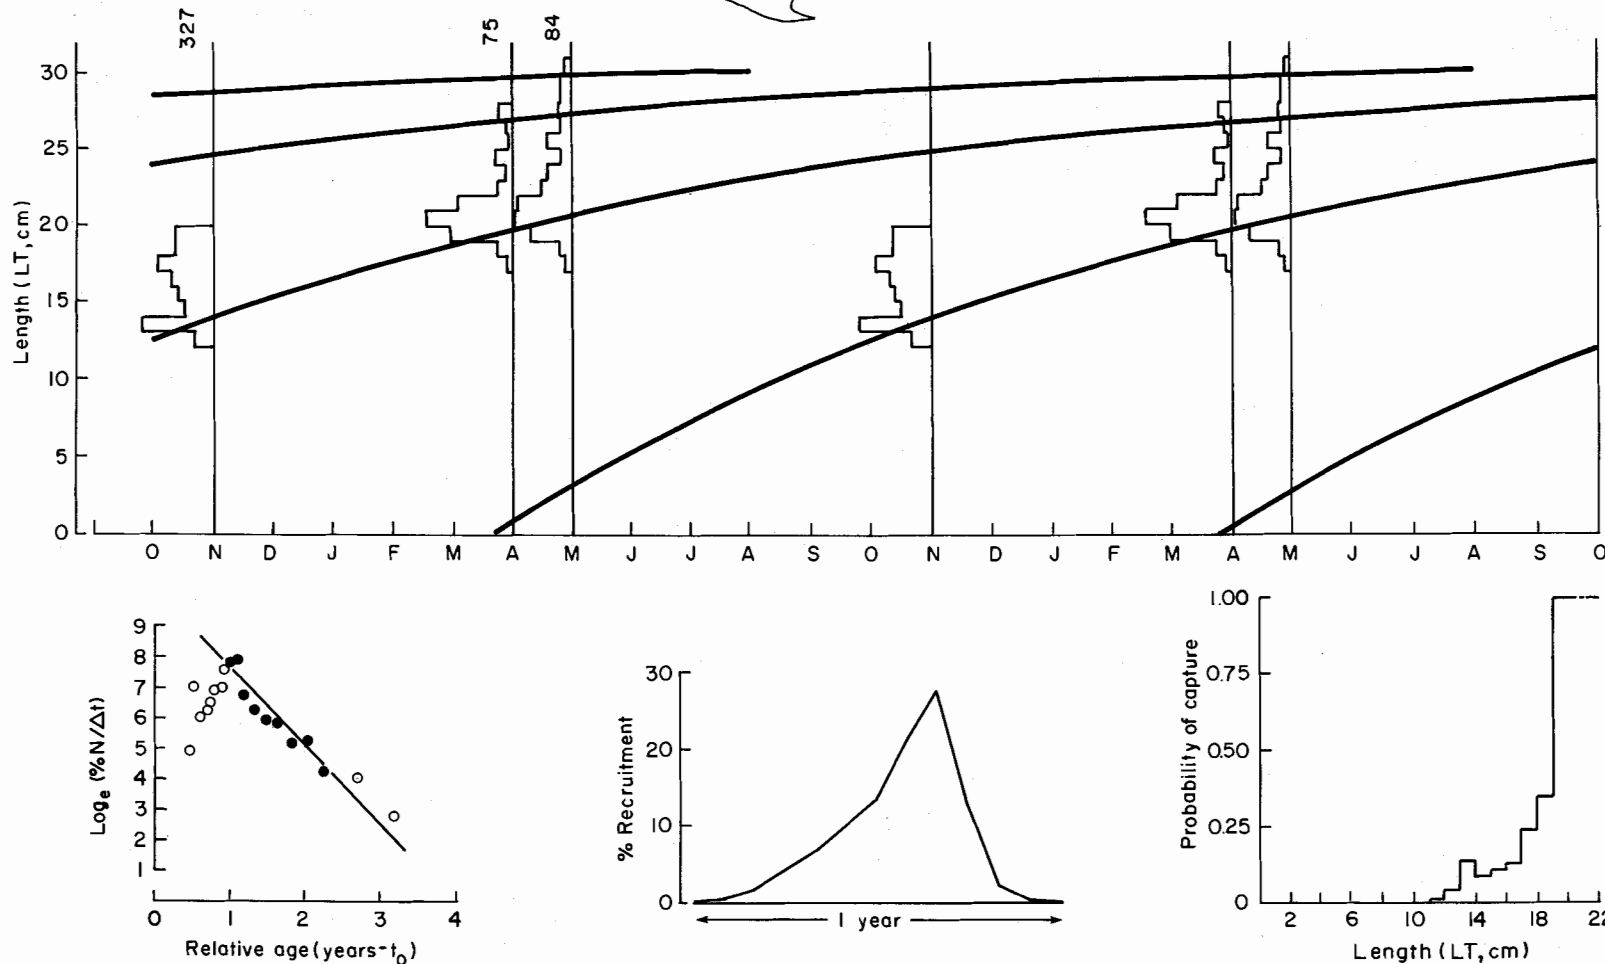 327
75
84
30
25
20
15
10
5
0
Length (LT, cm)
O N D J F M A M J J A S O N D J F M A M J J A S O
9
8
7
6
5
4
3
2
1
Logₑ (%N/Δt)
0 1 2 3 4
Relative age (years-t₀)
30
20
10
0
% Recruitment
1 year
1.00
0.75
0.50
0.25
0
Probability of capture
2 6 10 14 18 22
Length (LT, cm)